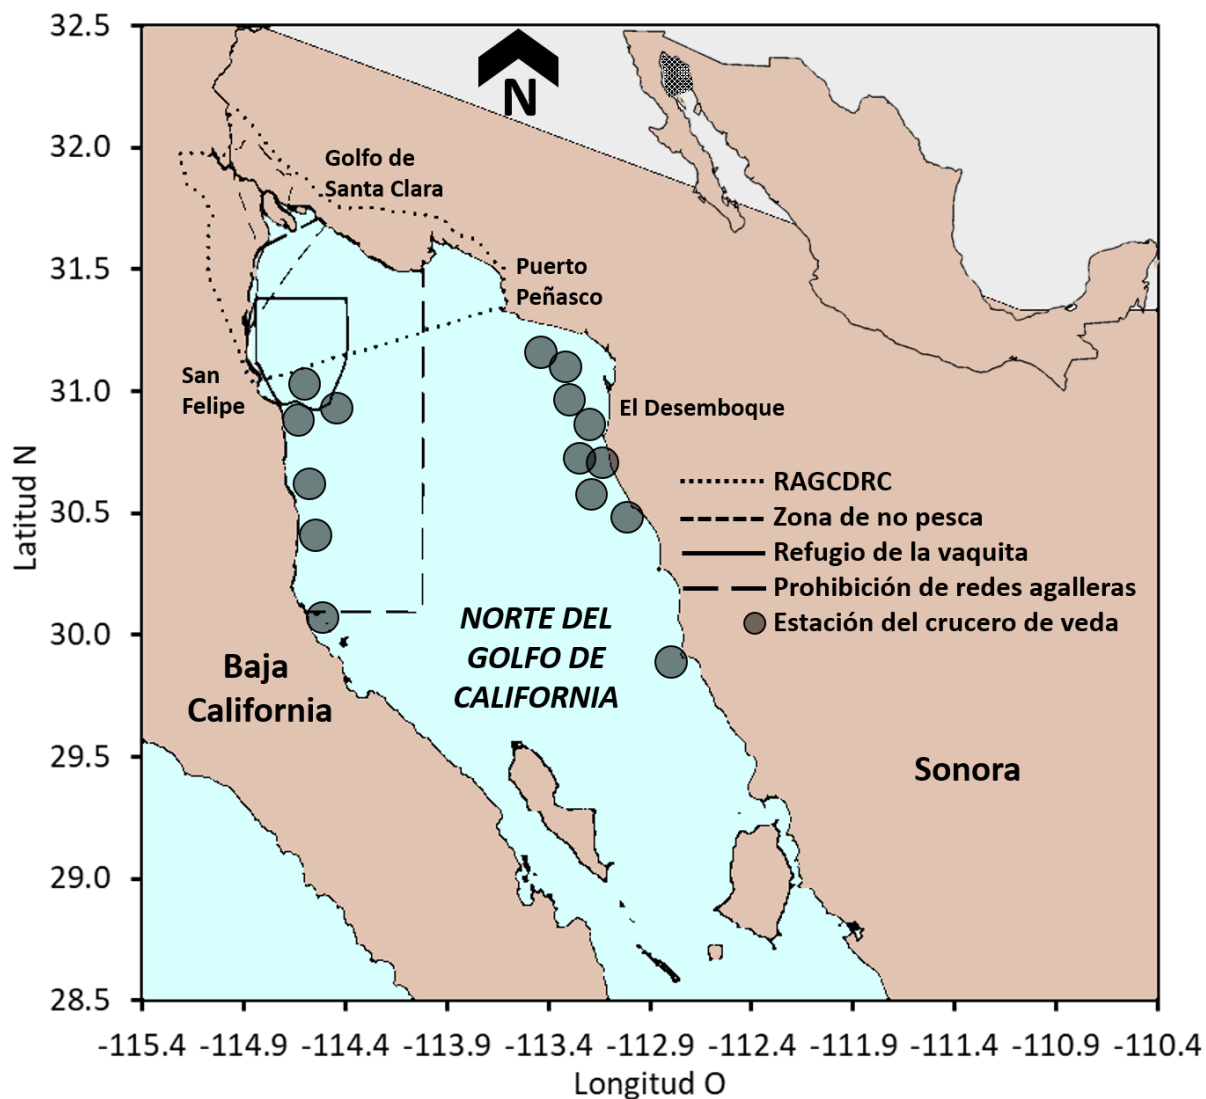 32.5
32.0
31.5
31.0
30.5
30.0
29.5
29.0
28.5
Latitud N
N
Golfo de
Santa Clara
Puerto
Peñasco
San
Felipe
El Desemboque
RAGCDRC
Zona de no pesca
Refugio de la vaquita
Prohibición de redes agalleras
Estación del crucero de veda
NORTE DEL
GOLFO DE
CALIFORNIA
Baja
California
Sonora
-115.4 -114.9 -114.4 -113.9 -113.4 -112.9 -112.4 -111.9 -111.4 -110.9 -110.4
Longitud O